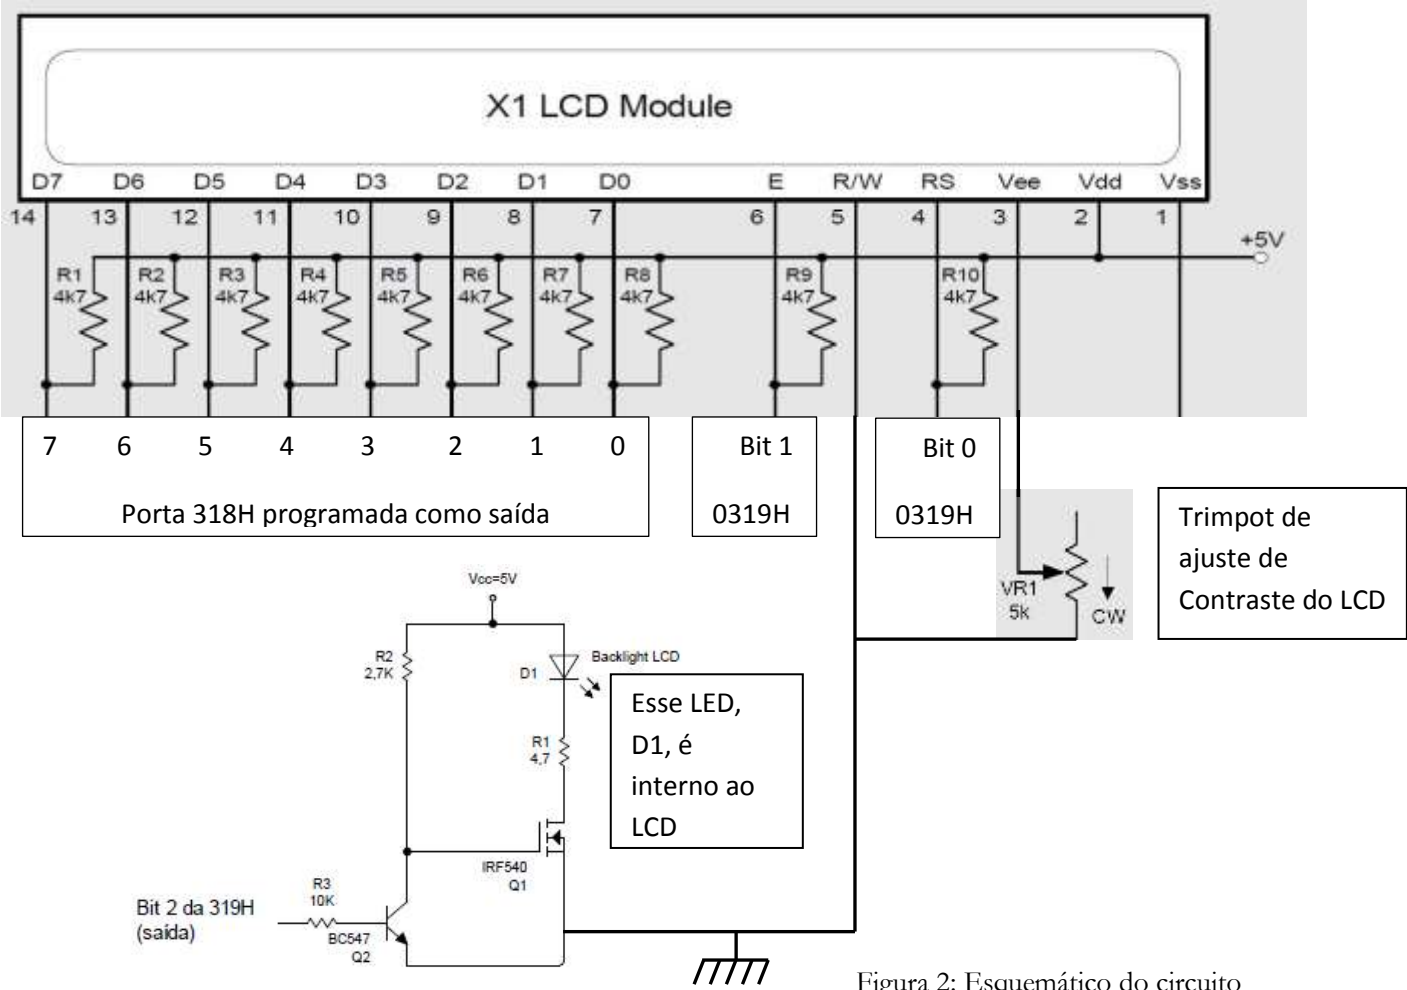 X1 LCD Module
D7 D6 D5 D4 D3 D2 D1 D0 E R/W RS Vee Vdd Vss
14 13 12 11 10 9 8 7 6 5 4 3 2 1
+5V
R1 R2 R3 R4 R5 R6 R7 R8 R9 R10
4k7 4k7 4k7 4k7 4k7 4k7 4k7 4k7 4k7 4k7
7 6 5 4 3 2 1 0
Porta 318H programada como saída
Bit 1
0319H
Bit 0
0319H
VR1
5k
CW
Trimpot de
ajuste de
Contraste do LCD
Vcc=5V
R2
2,7K
D1
Backlight LCD
Esse LED,
D1, é
interno ao
LCD
R1
4,7
IRF540
Q1
R3
10K
Bit 2 da 319H
(saída)
BC547
Q2
Figura 2: Esquemático do circuito